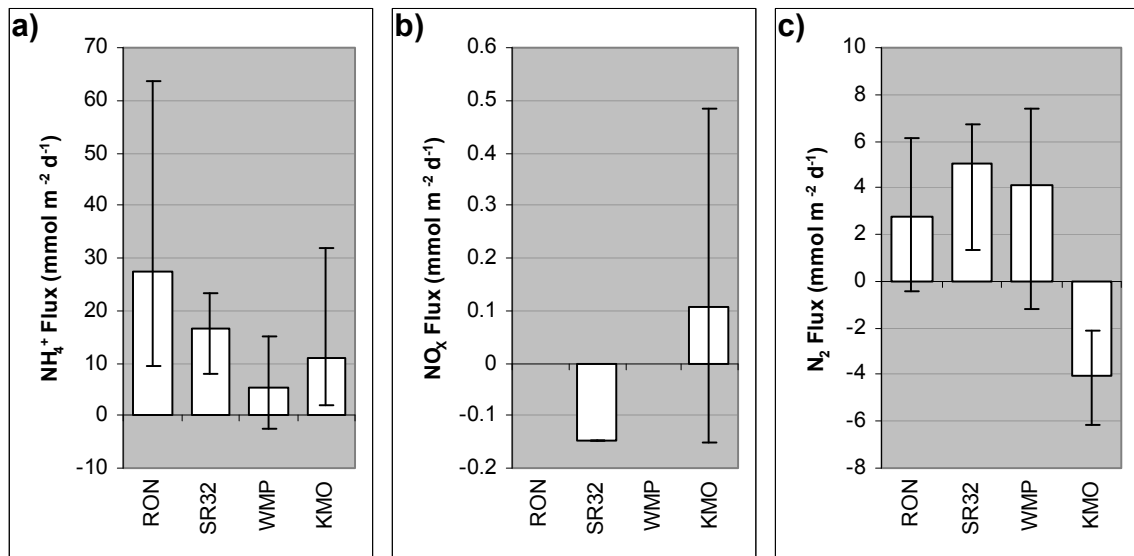 a)
70
60
50
40
30
20
10
0
-10
NH₄⁺ Flux (mmol m⁻² d⁻¹)
RON
SR32
WMP
KMO
b)
0.6
0.5
0.4
0.3
0.2
0.1
0
-0.1
-0.2
NOₓ Flux (mmol m⁻² d⁻¹)
RON
SR32
WMP
KMO
c)
10
8
6
4
2
0
-2
-4
-6
-8
N₂ Flux (mmol m⁻² d⁻¹)
RON
SR32
WMP
KMO